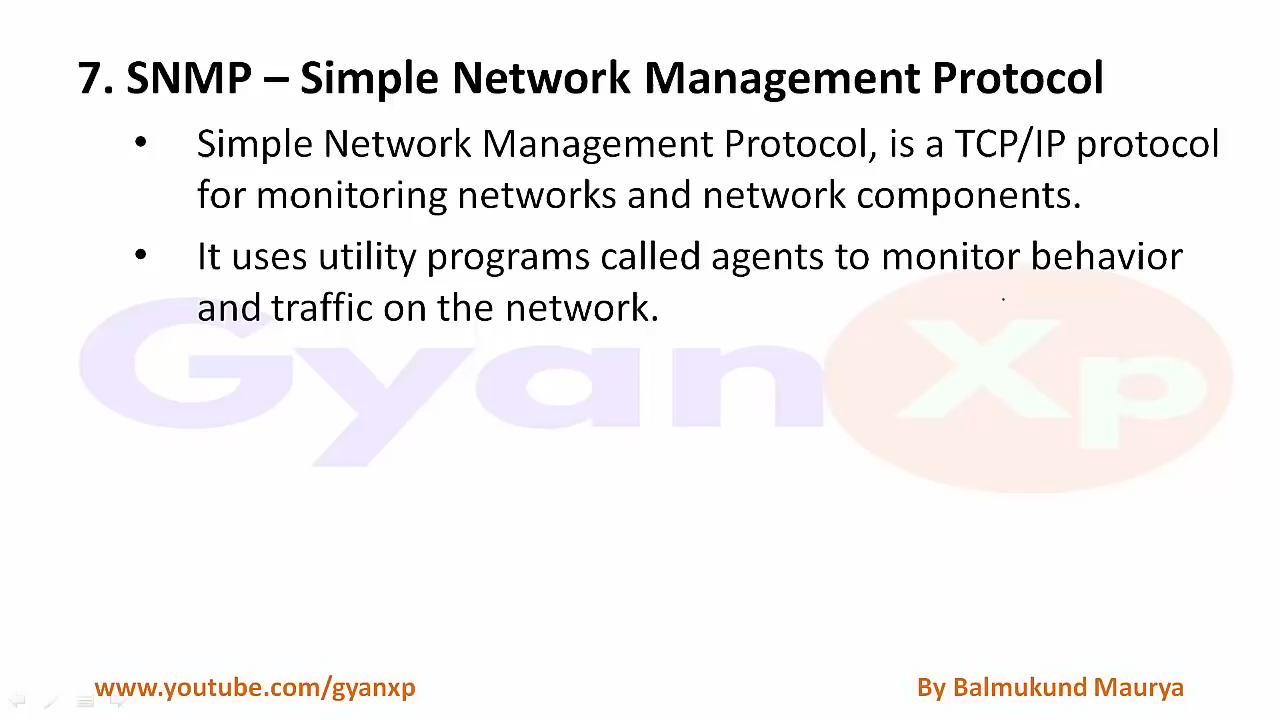 7. SNMP – Simple Network Management Protocol
• Simple Network Management Protocol, is a TCP/IP protocol
for monitoring networks and network components.
• It uses utility programs called agents to monitor behavior
and traffic on the network.
Gyan Xp
www.youtube.com/gyanxp
By Balmukund Maurya